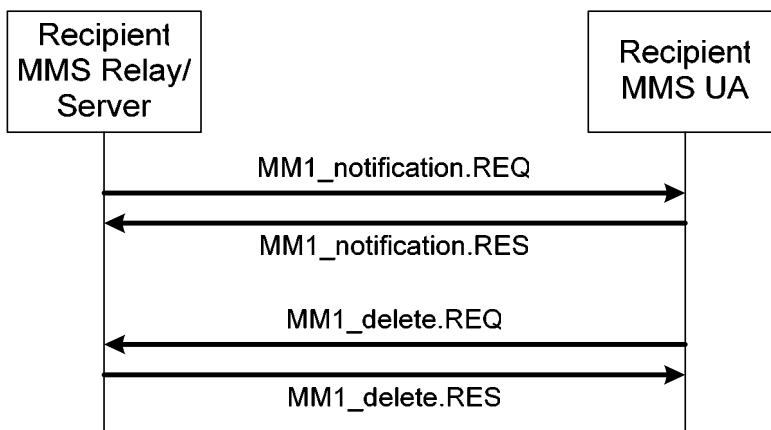 Recipient
MMS Relay/
Server
Recipient
MMS UA
MM1_notification.REQ
MM1_notification.RES
MM1_delete.REQ
MM1_delete.RES